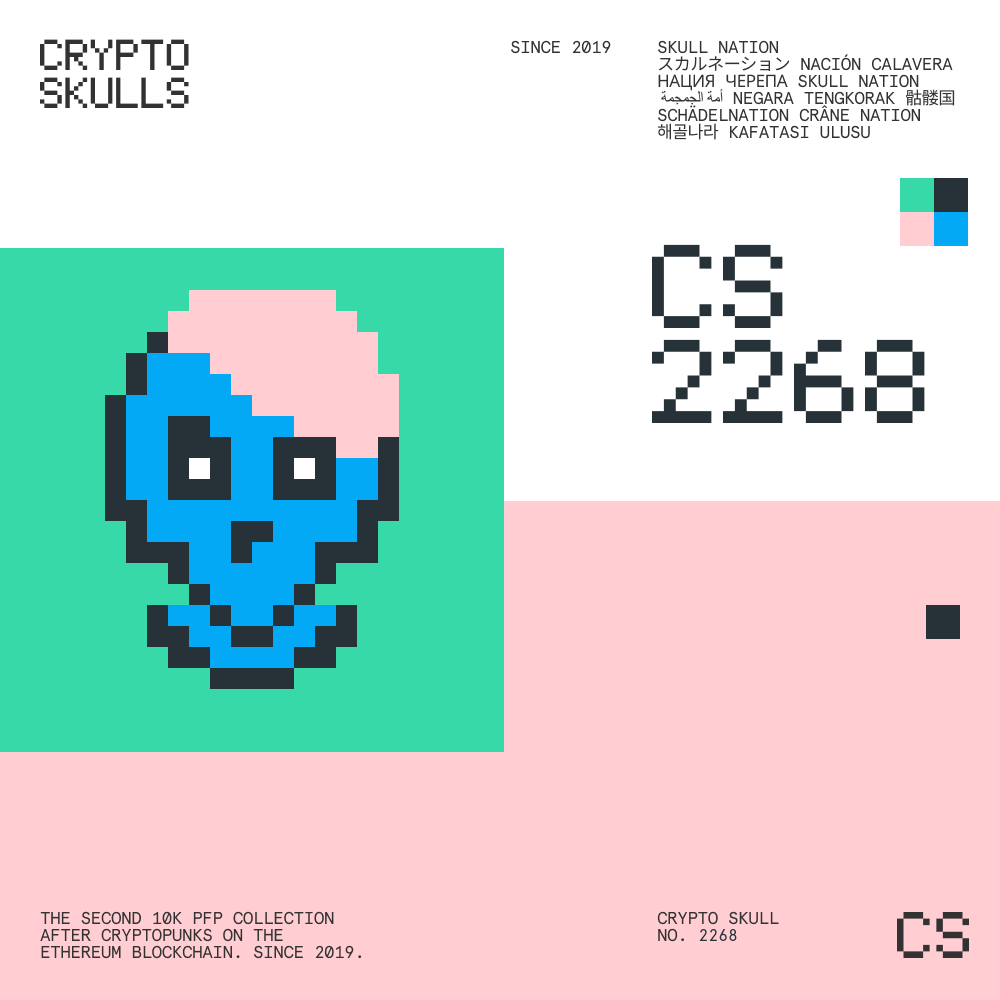 CRYPTO
SKULLS
SINCE 2019
SKULL NATION
スカルネーション NACIÓN CALAVERA
НАЦИЯ ЧЕРЕПА SKULL NATION
أمة الجمجمة NEGARA TENGKORAK 骷髅国
SCHÄDELNATION CRÂNE NATION
해골나라 KAFATASI ULUSU
CS
2268
THE SECOND 10K PFP COLLECTION
AFTER CRYPTOPUNKS ON THE
ETHEREUM BLOCKCHAIN. SINCE 2019.
CRYPTO SKULL
NO. 2268
CS